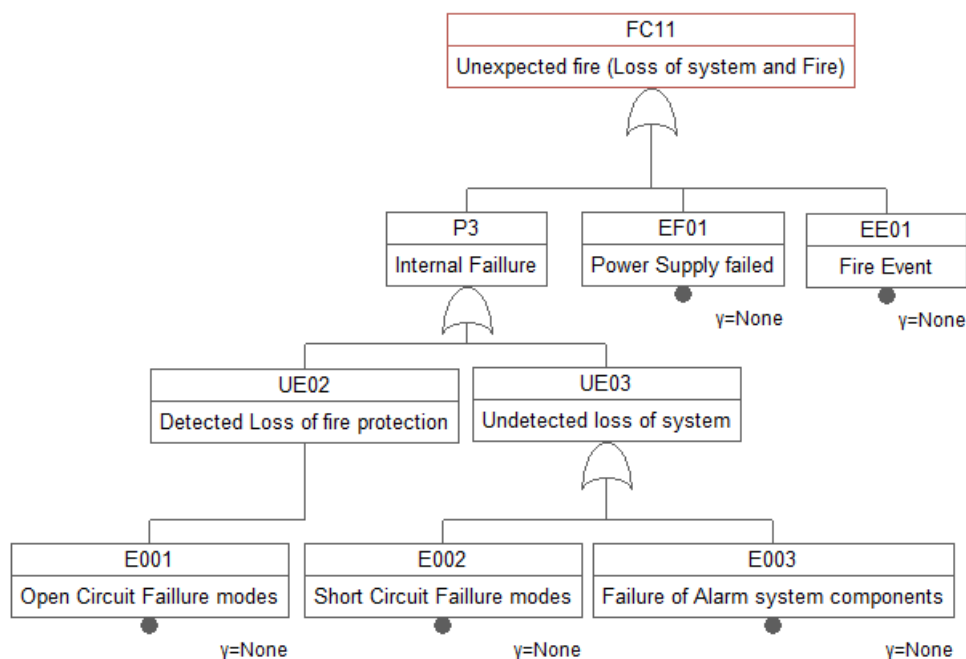 FC11
Unexpected fire (Loss of system and Fire)
P3
Internal Faillure
EF01
Power Supply failed
γ=None
EE01
Fire Event
γ=None
UE02
Detected Loss of fire protection
UE03
Undetected loss of system
E001
Open Circuit Faillure modes
γ=None
E002
Short Circuit Faillure modes
γ=None
E003
Failure of Alarm system components
γ=None